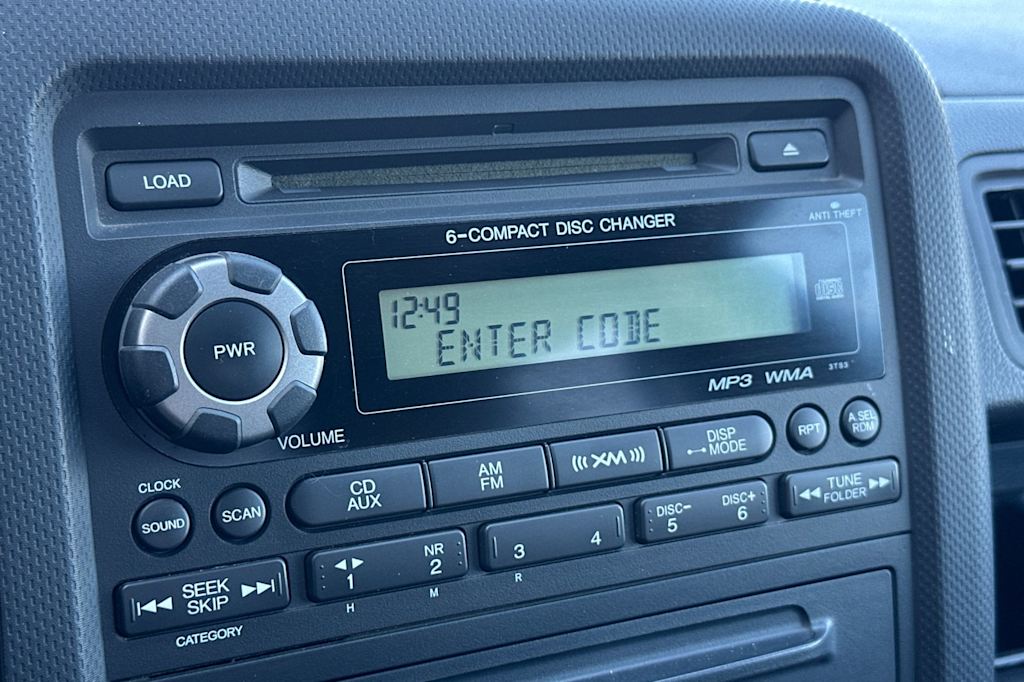 LOAD
6-COMPACT DISC CHANGER
ANTI THEFT
12:49
ENTER CODE
PWR
VOLUME
MP3 WMA
3TS3
CLOCK
SOUND
SCAN
CD
AUX
AM
FM
XM
DISP
MODE
RPT
A.SEL
RDM
SEEK
SKIP
CATEGORY
1
H
NR
2
M
3
R
4
DISC-
5
DISC+
6
TUNE
FOLDER